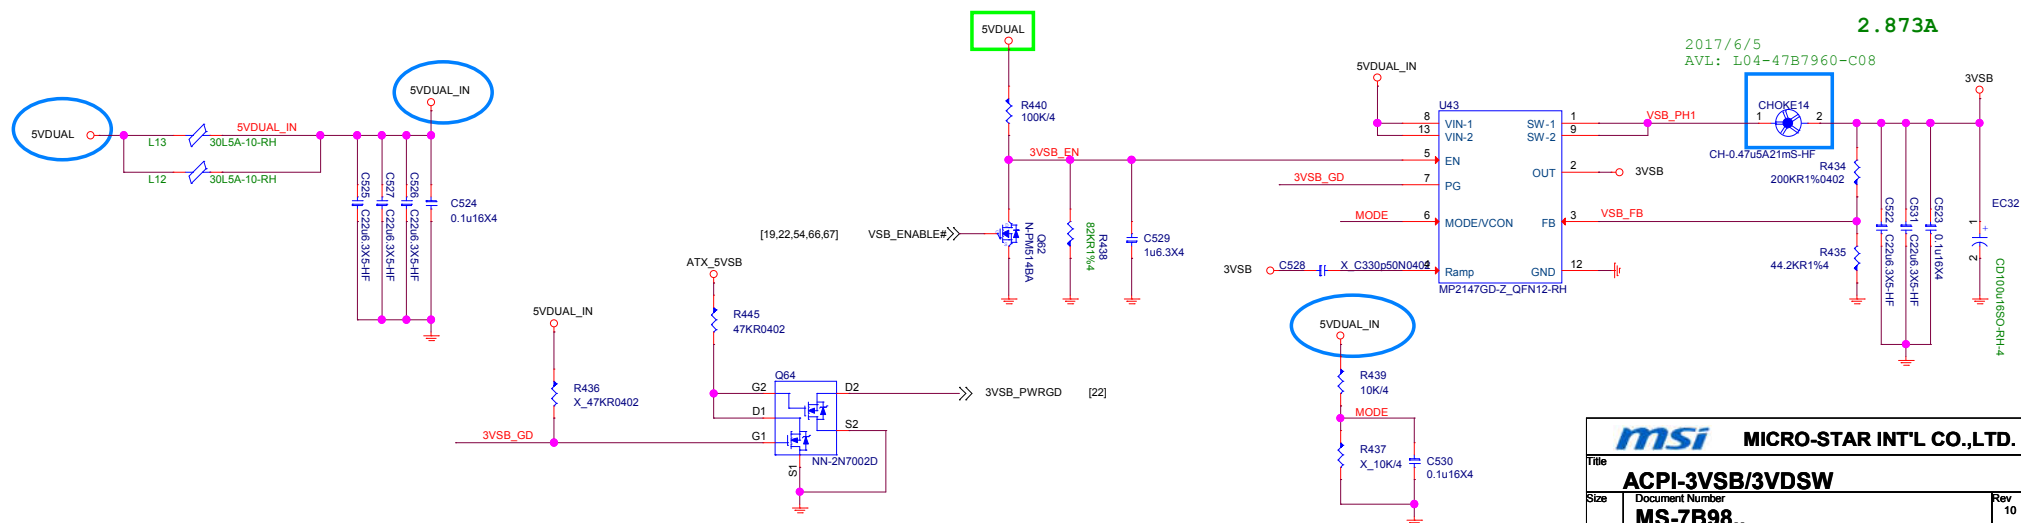 2.873A
2017/6/5
AVL: L04-47B7960-C08
5VDUAL
5VDUAL_IN
5VDUAL_IN
L13
30L5A-10-RH
L12
30L5A-10-RH
C525
C22u6.3X5-HF
C527
C22u6.3X5-HF
C526
C22u6.3X5-HF
C524
0.1u16X4
5VDUAL
R440
100K/4
3VSB_EN
[19,22,54,66,67]
VSB_ENABLE#
Q62
N-PM514BA
R438
82KR1%4
C529
1u6.3X4
5VDUAL_IN
U43
8
VIN-1
13
VIN-2
5
EN
7
PG
6
MODE/VCON
4
Ramp
SW-1
1
SW-2
9
OUT
2
FB
3
GND
12
MP2147GD-Z_QFN12-RH
3VSB_GD
MODE
3VSB
C528
X_C330p50N0402
3VSB
VSB_PH1
CHOKE14
1
2
CH-0.47u5A21mS-HF
VSB_FB
R434
200KR1%0402
R435
44.2KR1%4
C522
C22u6.3X5-HF
C531
C22u6.3X5-HF
C523
0.1u16X4
3VSB
EC32
1
+
2
CD100u16SO-RH-4
5VDUAL_IN
R436
X_47KR0402
3VSB_GD
ATX_5VSB
R445
47KR0402
Q64
G2
D2
D1
G1
S2
S1
NN-2N7002D
3VSB_PWRGD
[22]
5VDUAL_IN
R439
10K/4
MODE
R437
X_10K/4
C530
0.1u16X4
msi
MICRO-STAR INT'L CO.,LTD.
Title
ACPI-3VSB/3VDSW
Size
Document Number
Rev
MS-7B98
10